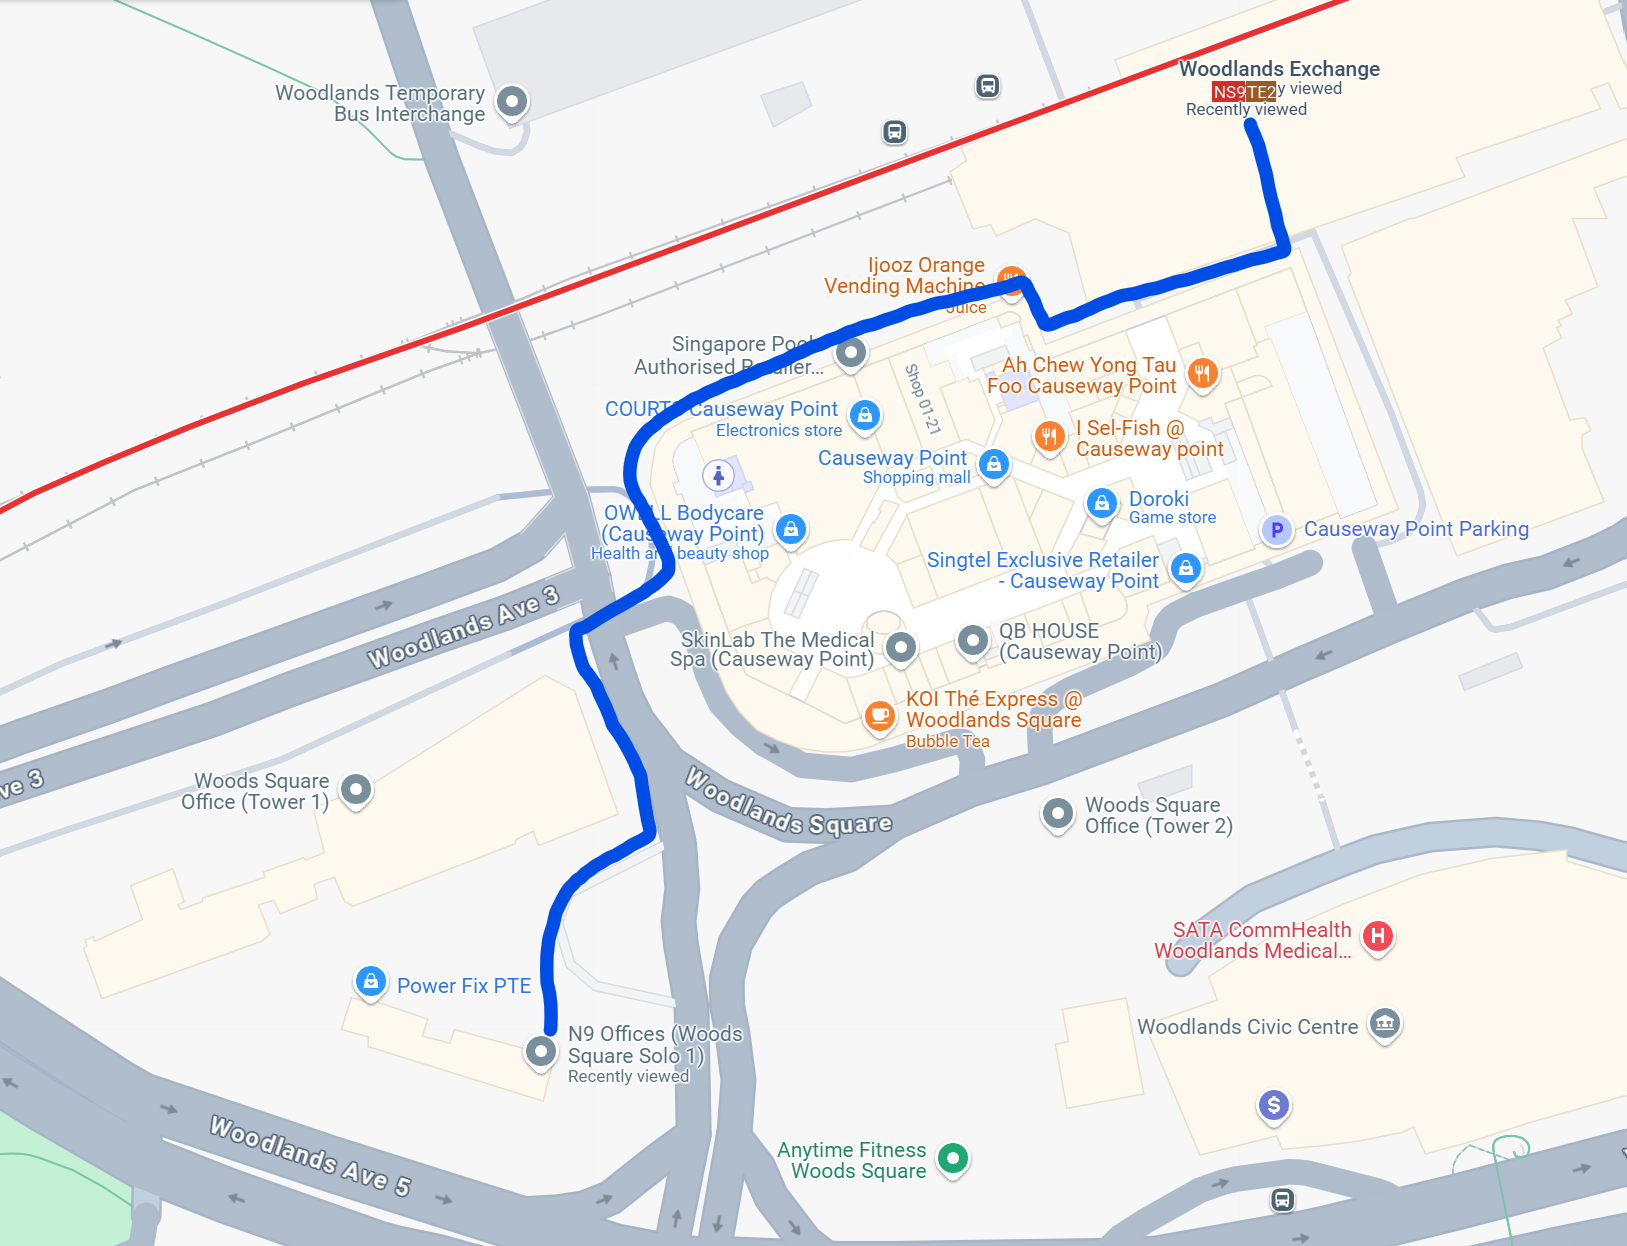 Woodlands Exchange
NS9 TE2 y viewed
Recently viewed
Woodlands Temporary
Bus Interchange
Ijooz Orange
Vending Machine
Juice
Singapore
Authorised
Shop 01-21
Ah Chew Yong Tau
Foo Causeway Point
COURTS Causeway Point
Electronics store
I Sel-Fish @
Causeway point
Causeway Point
Shopping mall
Doroki
Game store
OWELL Bodycare
(Causeway Point)
Health and beauty shop
P
Causeway Point Parking
Singtel Exclusive Retailer
- Causeway Point
Woodlands Ave 3
SkinLab The Medical
Spa (Causeway Point)
QB HOUSE
(Causeway Point)
KOI Thé Express @
Woodlands Square
Bubble Tea
ve 3
Woods Square
Office (Tower 1)
Woodlands Square
Woods Square
Office (Tower 2)
SATA CommHealth
Woodlands Medical...
H
Power Fix PTE
N9 Offices (Woods
Square Solo 1)
Recently viewed
Woodlands Civic Centre
$
Woodlands Ave 5
Anytime Fitness
Woods Square